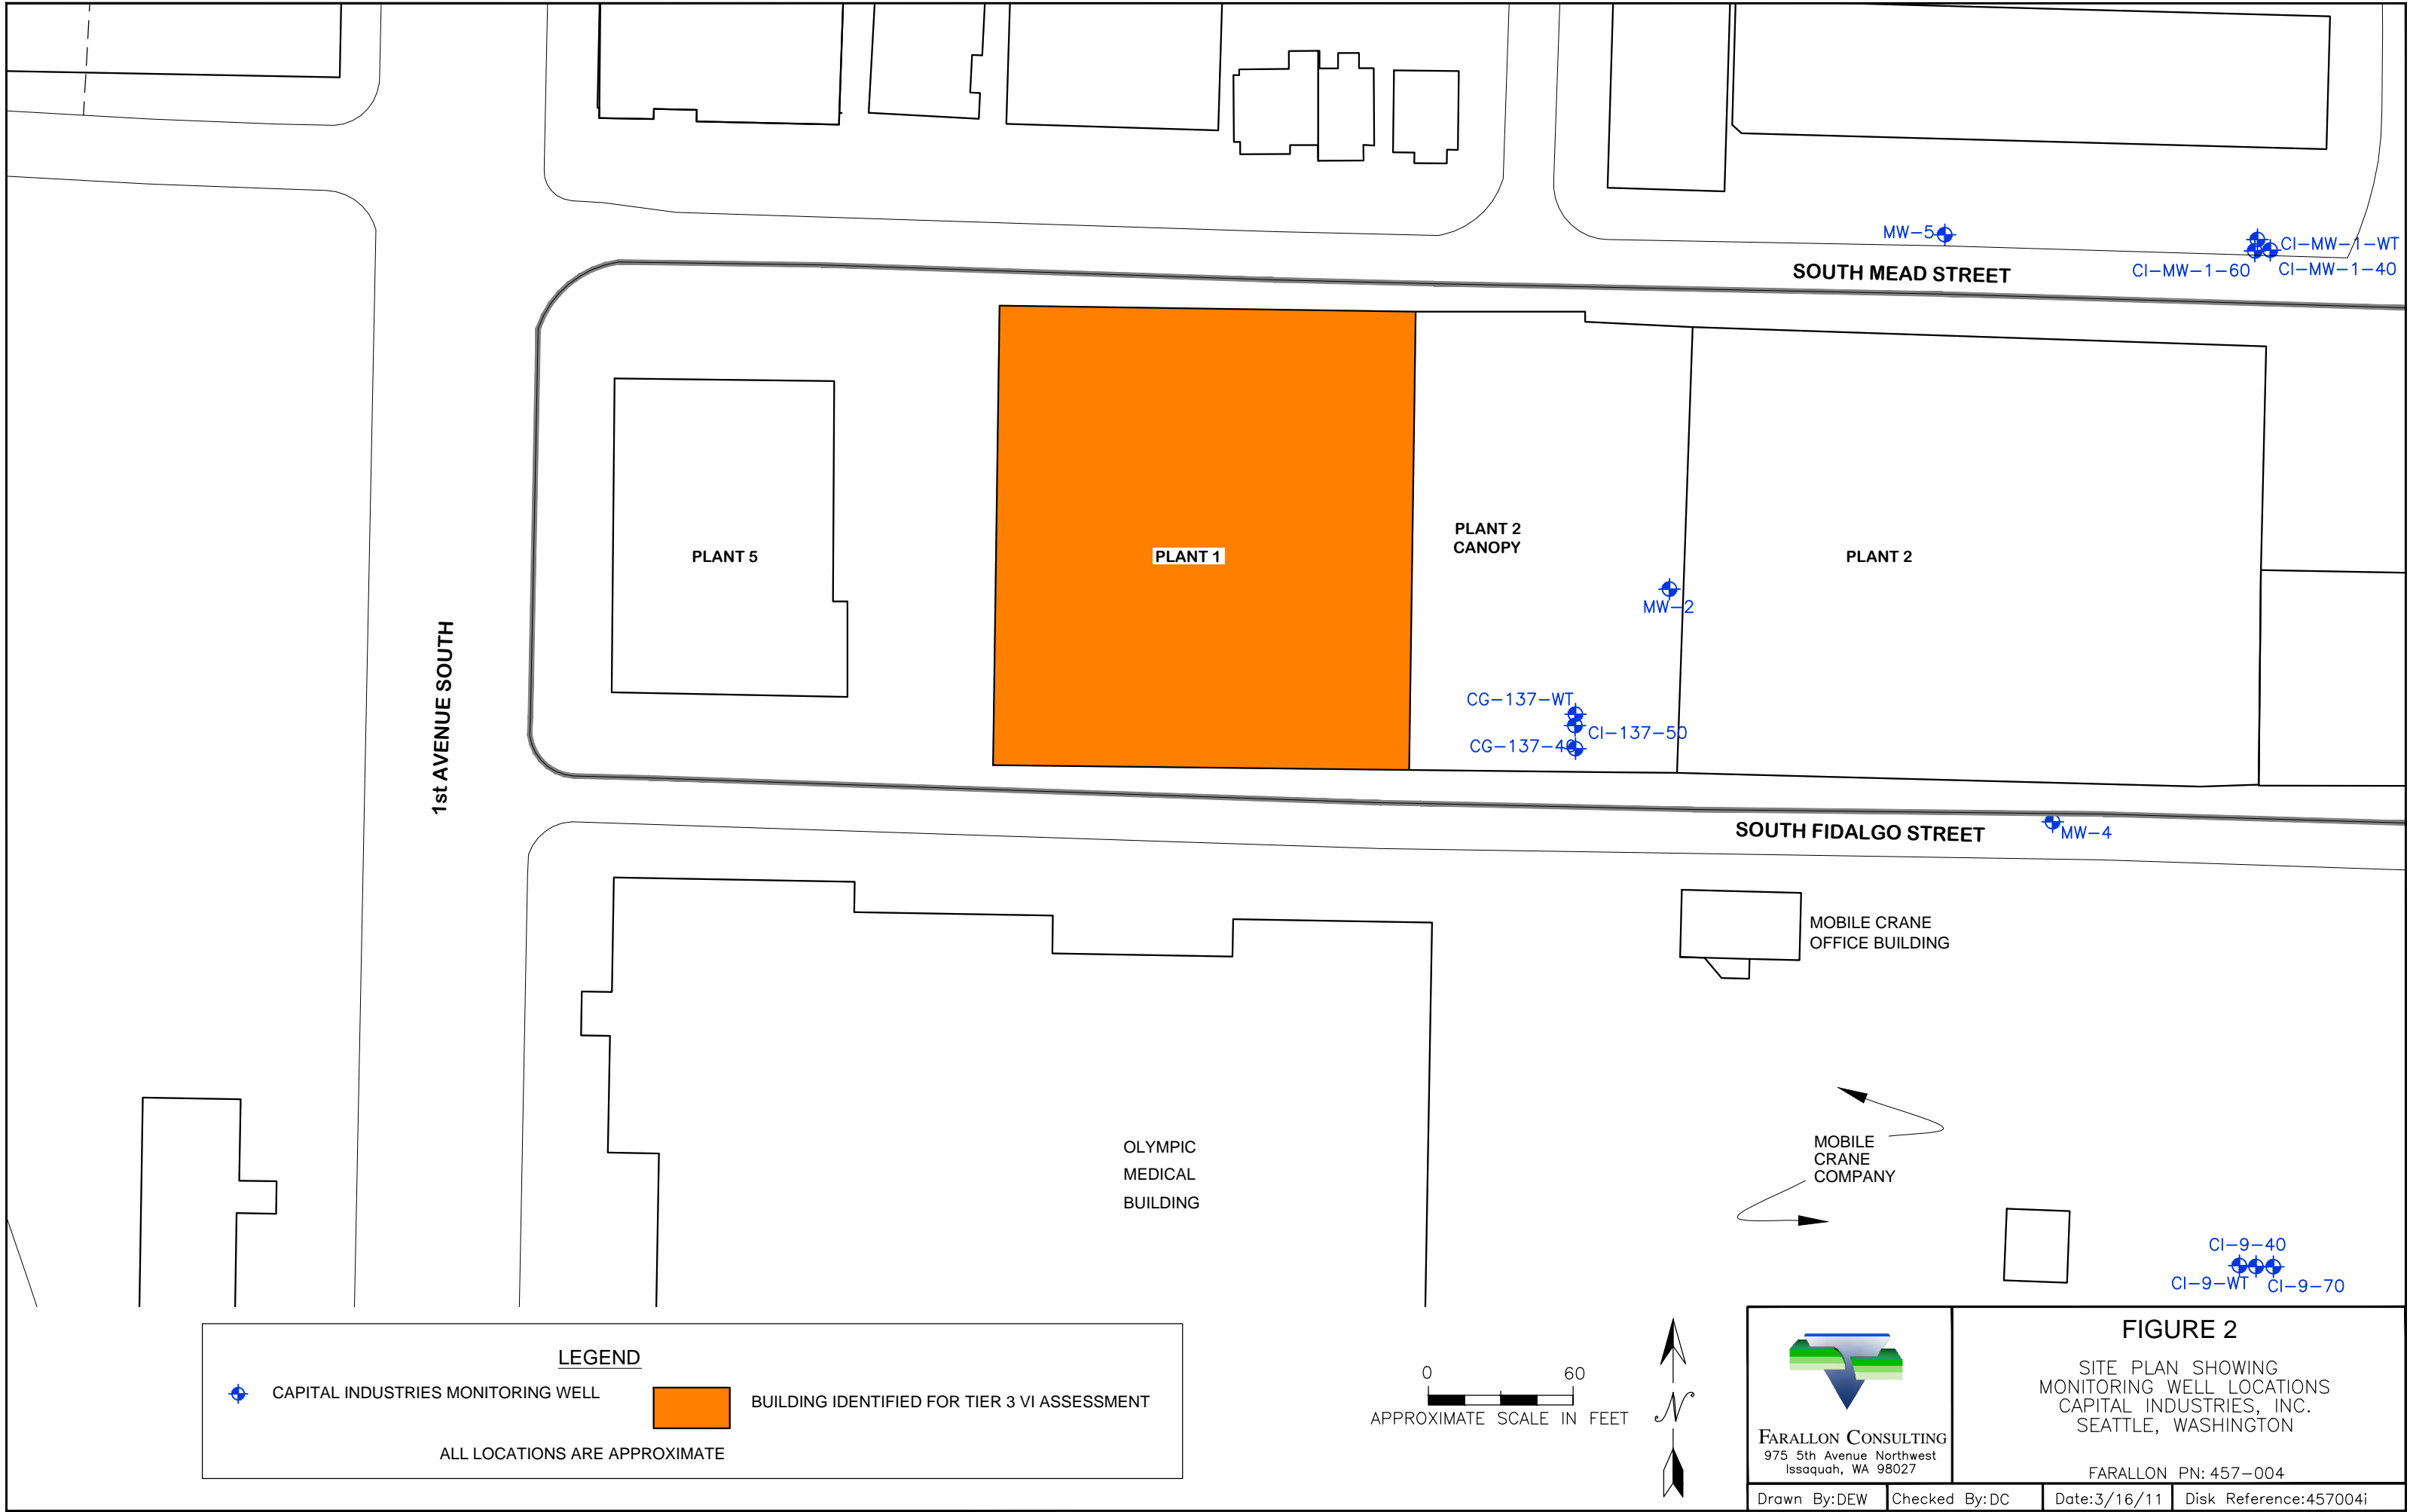 MW-5
CI-MW-1-WT
CI-MW-1-60
CI-MW-1-40
SOUTH MEAD STREET
PLANT 5
PLANT 1
PLANT 2
CANOPY
PLANT 2
MW-2
1st AVENUE SOUTH
CG-137-WT
CI-137-50
CG-137-40
SOUTH FIDALGO STREET
MW-4
MOBILE CRANE
OFFICE BUILDING
OLYMPIC
MEDICAL
BUILDING
MOBILE
CRANE
COMPANY
CI-9-40
CI-9-WT
CI-9-70
LEGEND
CAPITAL INDUSTRIES MONITORING WELL
BUILDING IDENTIFIED FOR TIER 3 VI ASSESSMENT
ALL LOCATIONS ARE APPROXIMATE
0 60
APPROXIMATE SCALE IN FEET
N
FARALLON CONSULTING
975 5th Avenue Northwest
Issaquah, WA 98027
FIGURE 2
SITE PLAN SHOWING
MONITORING WELL LOCATIONS
CAPITAL INDUSTRIES, INC.
SEATTLE, WASHINGTON
FARALLON PN: 457-004
Drawn By:DEW
Checked By:DC
Date:3/16/11
Disk Reference:457004i